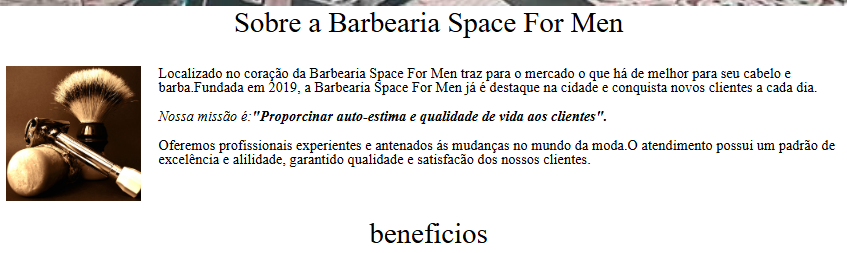 Sobre a Barbearia Space For Men
Localizado no coração da Barbearia Space For Men traz para o mercado o que há de melhor para seu cabelo e
barba.Fundada em 2019, a Barbearia Space For Men já é destaque na cidade e conquista novos clientes a cada dia.
Nossa missão é:"Proporcinar auto-estima e qualidade de vida aos clientes".
Oferemos profissionais experientes e antenados ás mudanças no mundo da moda.O atendimento possui um padrão de
excelência e alilidade, garantido qualidade e satisfacão dos nossos clientes.
beneficios